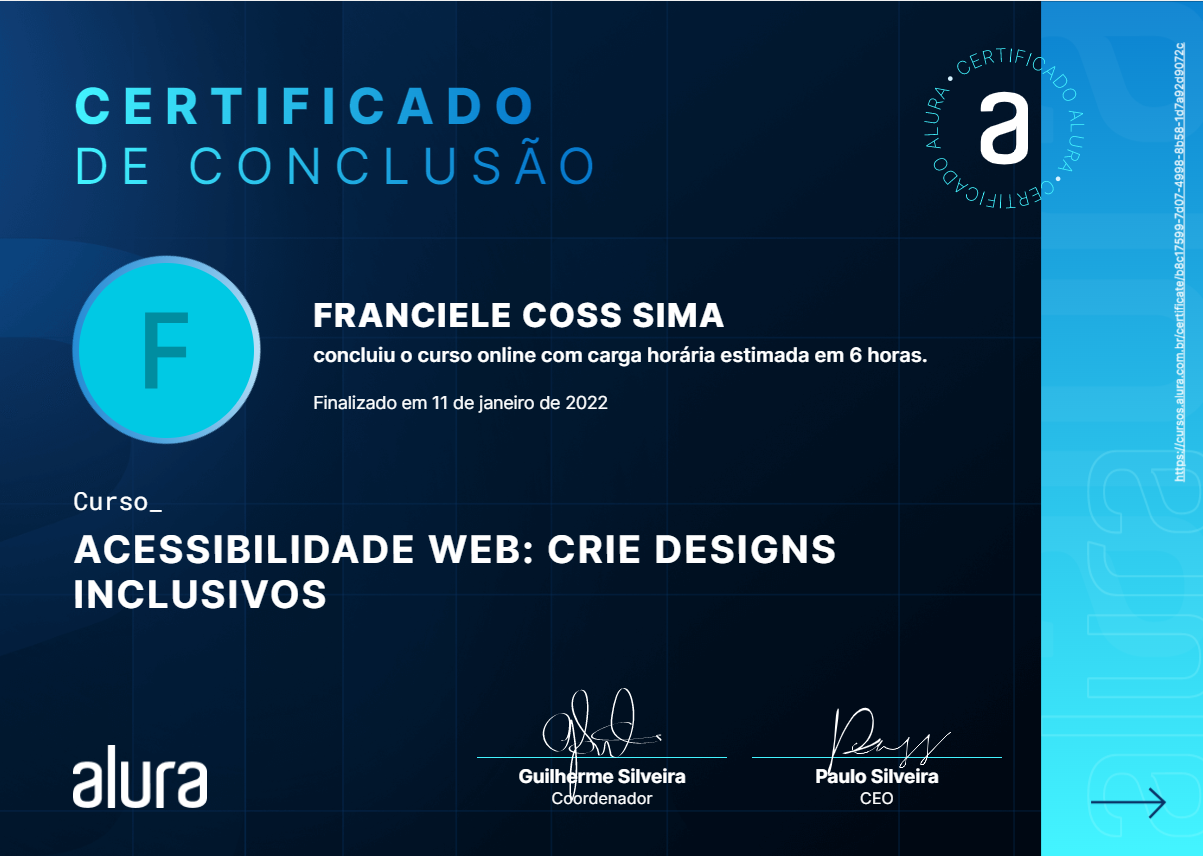 CERTIFICADO
DE CONCLUSÃO
CERTIFICADO ALURA • CERTIFICADO ALURA •
a
https://cursos.alura.com.br/certificate/b8c17599-7d07-4998-8b58-1d7a92d9072c
F
FRANCIELE COSS SIMA
concluiu o curso online com carga horária estimada em 6 horas.
Finalizado em 11 de janeiro de 2022
Curso_
ACESSIBILIDADE WEB: CRIE DESIGNS
INCLUSIVOS
alura
Guilherme Silveira
Coordenador
Paulo Silveira
CEO
alura